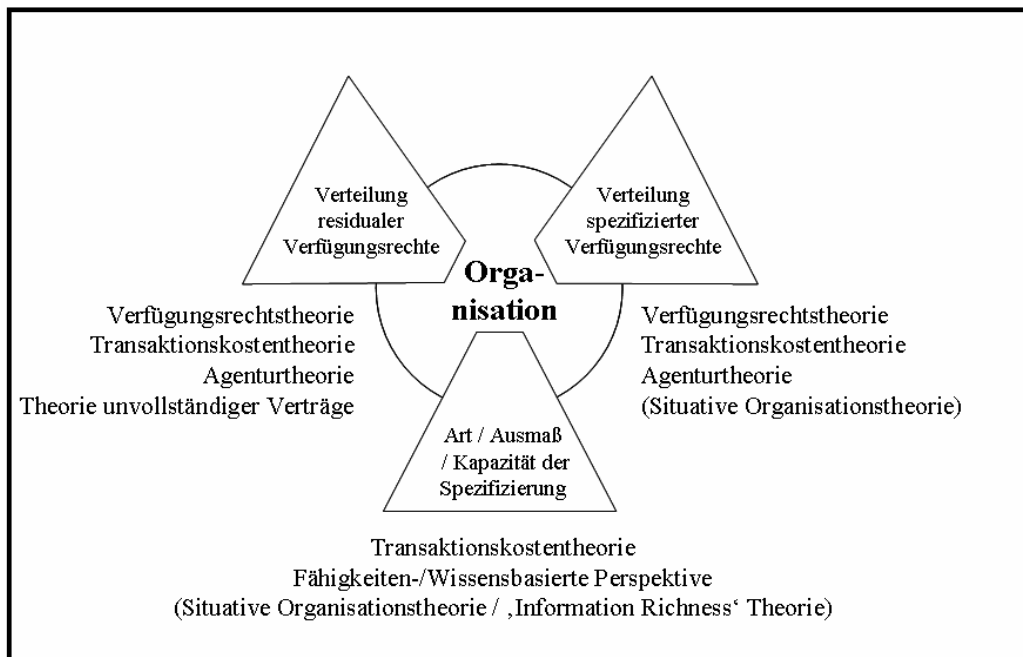 Verteilung
residualer
Verfügungsrechte
Verteilung
spezifizierter
Verfügungsrechte
Orga-
nisation
Verfügungsrechtstheorie
Transaktionskostentheorie
Agenturtheorie
Theorie unvollständiger Verträge
Verfügungsrechtstheorie
Transaktionskostentheorie
Agenturtheorie
(Situative Organisationstheorie)
Art / Ausmaß
/ Kapazität der
Spezifizierung
Transaktionskostentheorie
Fähigkeiten-/Wissensbasierte Perspektive
(Situative Organisationstheorie / ‚Information Richness‘ Theorie)